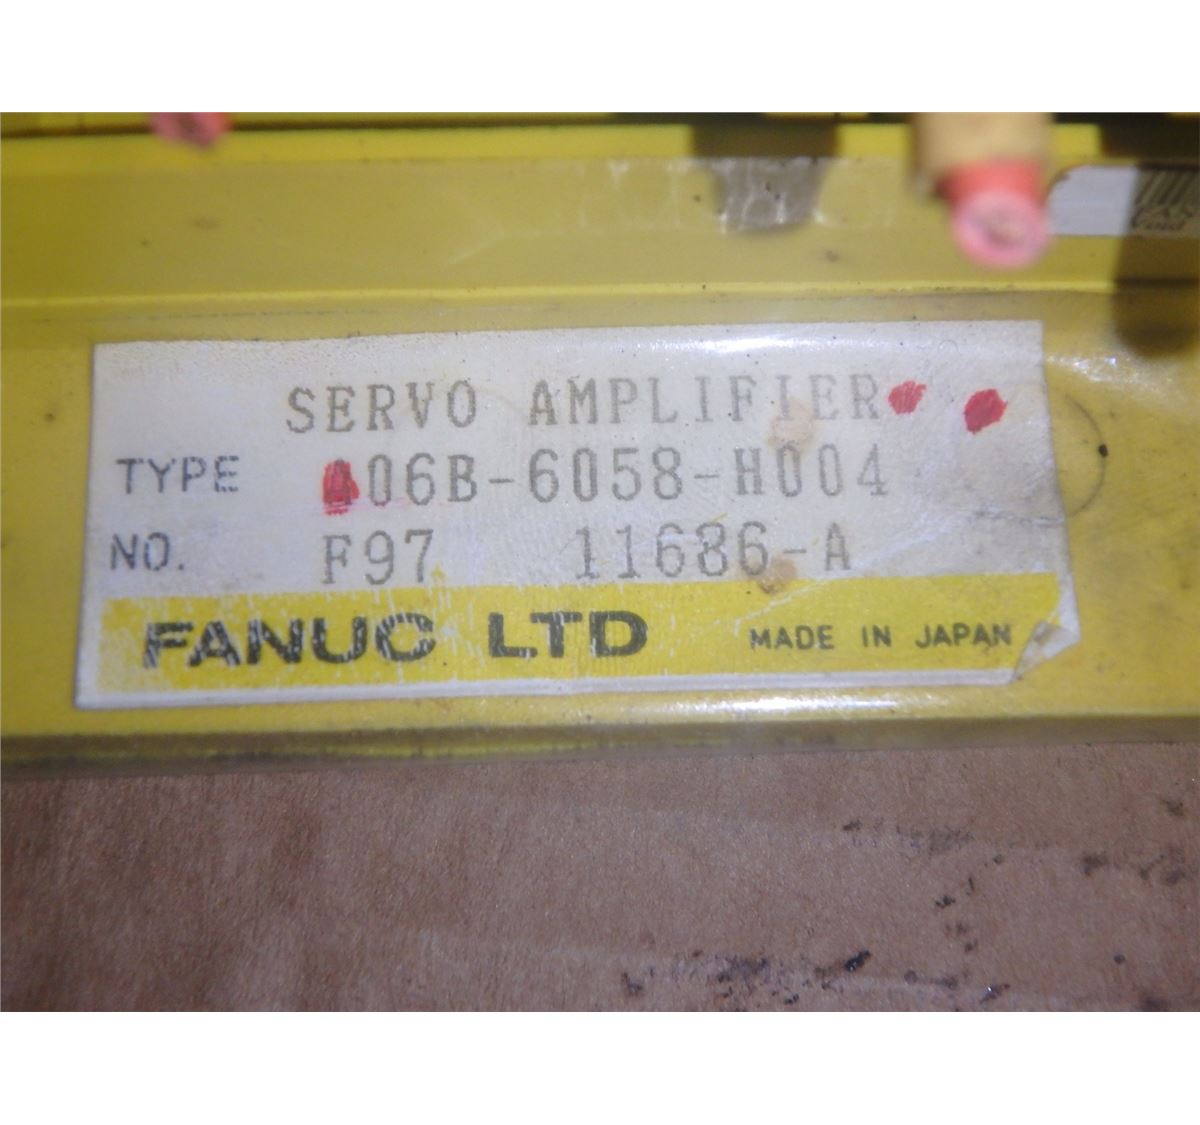 SERVO AMPLIFIER
TYPE A06B-6058-H004
NO. F97 11686-A
FANUC LTD MADE IN JAPAN